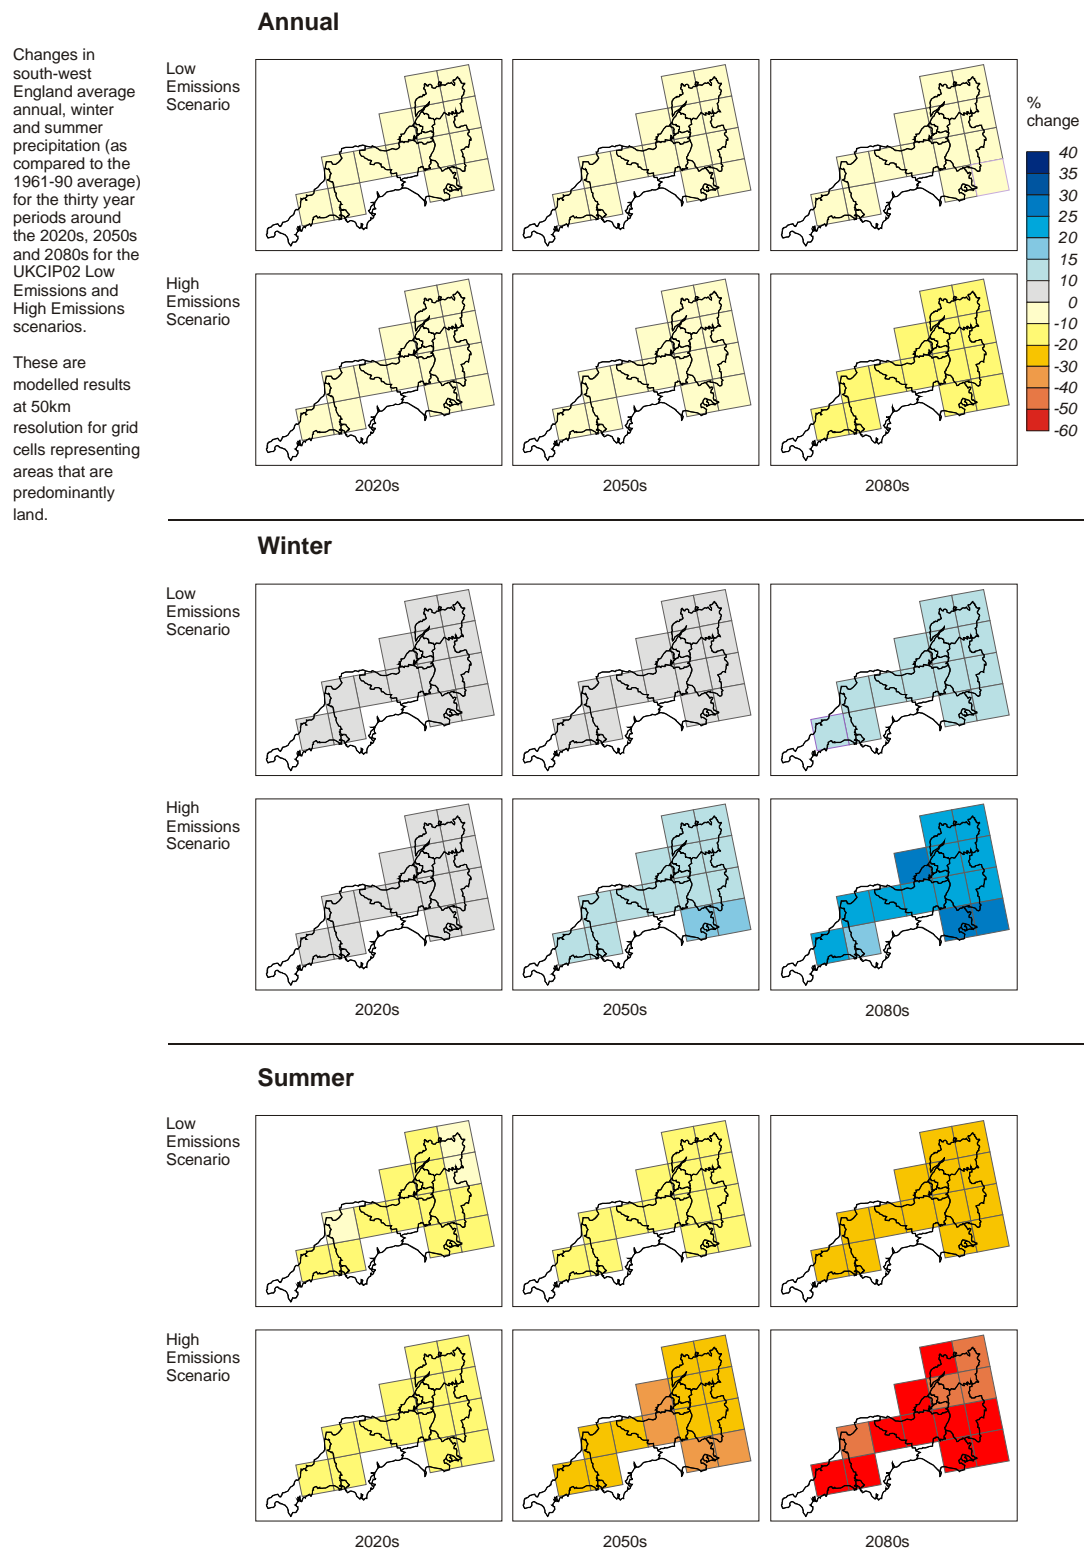 Annual
Changes in
south-west
England average
annual, winter
and summer
precipitation (as
compared to the
1961-90 average)
for the thirty year
periods around
the 2020s, 2050s
and 2080s for the
UKCIP02 Low
Emissions and
High Emissions
scenarios.
These are
modelled results
at 50km
resolution for grid
cells representing
areas that are
predominantly
land.
Low
Emissions
Scenario
High
Emissions
Scenario
%
change
40
35
30
25
20
15
10
0
-10
-20
-30
-40
-50
-60
2020s
2050s
2080s
Winter
Low
Emissions
Scenario
High
Emissions
Scenario
2020s
2050s
2080s
Summer
Low
Emissions
Scenario
High
Emissions
Scenario
2020s
2050s
2080s